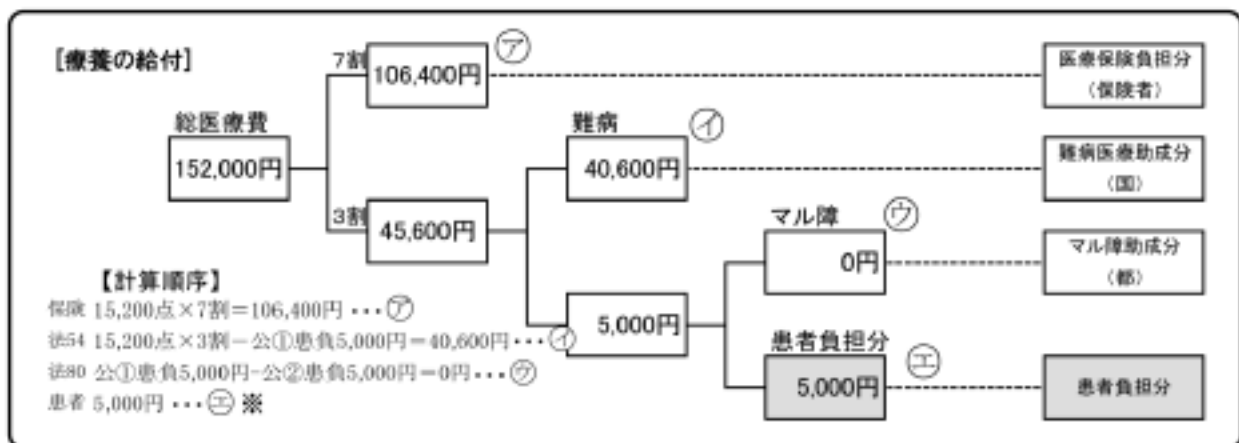 [療養の給付]
7割
106,400円
㋐
医療保険負担分
（保険者）
総医療費
152,000円
難病
40,600円
㋑
難病医療助成分
（国）
3割
45,600円
マル障
0円
㋒
マル障助成分
（都）
5,000円
患者負担分
5,000円
㋓
患者負担分
【計算順序】
保険 15,200点×7割＝106,400円 ･･･ ㋐
法54 15,200点×3割－公①患負5,000円＝40,600円 ･･･ ㋑
法80 公①患負5,000円-公②患負5,000円＝0円 ･･･ ㋒
患者 5,000円 ･･･ ㋓ ※